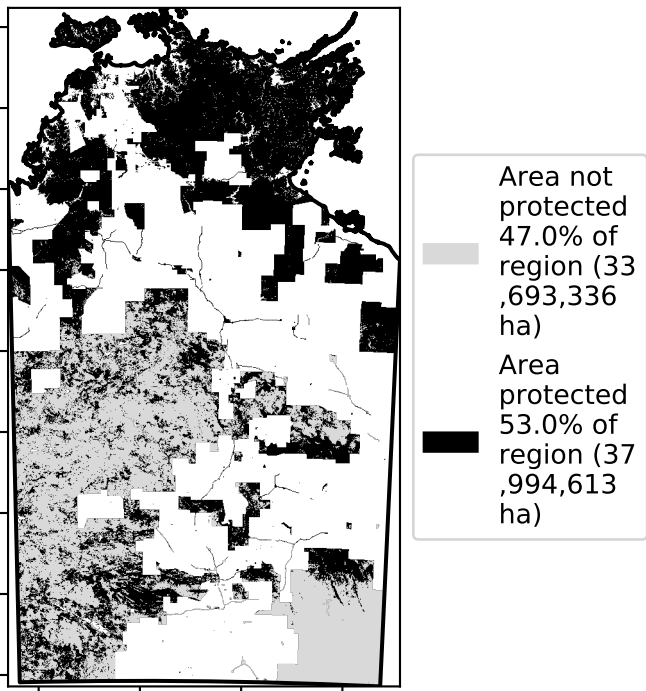 Area not
protected
47.0% of
region (33
,693,336
ha)
Area
protected
53.0% of
region (37
,994,613
ha)